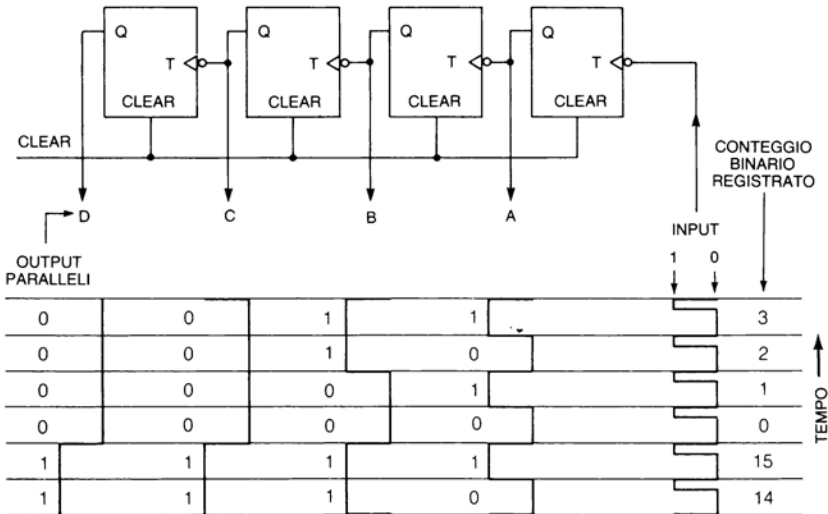 Q Q Q Q
T T T T
CLEAR CLEAR CLEAR CLEAR
CLEAR
CONTEGGIO
BINARIO
REGISTRATO
D C B A
INPUT
1 0
OUTPUT
PARALLELI
0 0 1 1 3
0 0 1 0 2
0 0 0 1 1
0 0 0 0 0
1 1 1 1 15
1 1 1 0 14
TEMPO